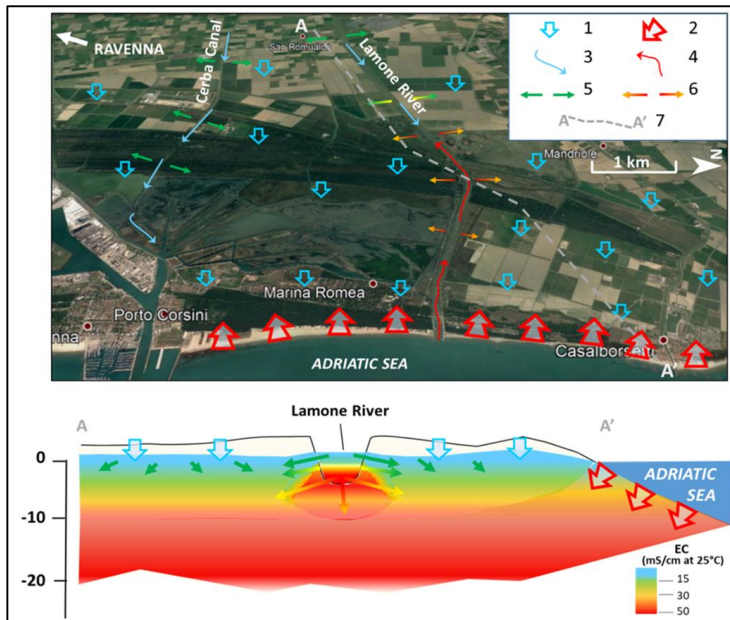 A
RAVENNA
San Romualdo
Cerba Canal
Lamone River
1
2
3
4
5
6
A
A'
7
Mandriole
1 km
N
Marina Romea
Porto Corsini
nna
Casalborsetti
ADRIATIC SEA
A'
A
Lamone River
A'
0
-10
-20
ADRIATIC
SEA
EC
(mS/cm at 25°C)
15
30
50